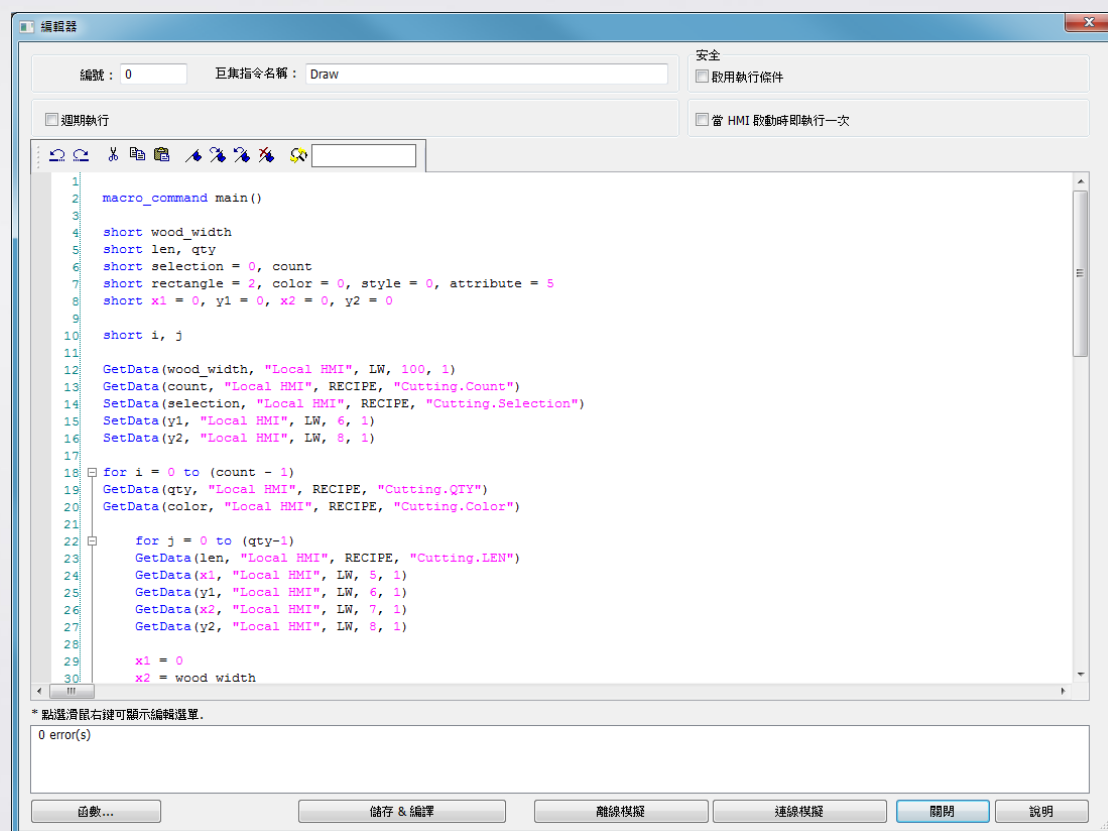 編輯器
編號： 0 巨集指令名稱： Draw
安全
啟用執行條件
週期執行
當 HMI 啟動時即執行一次
1
2 macro_command main()
3
4 short wood_width
5 short len, qty
6 short selection = 0, count
7 short rectangle = 2, color = 0, style = 0, attribute = 5
8 short x1 = 0, y1 = 0, x2 = 0, y2 = 0
9
10 short i, j
11
12 GetData(wood_width, "Local HMI", LW, 100, 1)
13 GetData(count, "Local HMI", RECIPE, "Cutting.Count")
14 SetData(selection, "Local HMI", RECIPE, "Cutting.Selection")
15 SetData(y1, "Local HMI", LW, 6, 1)
16 SetData(y2, "Local HMI", LW, 8, 1)
17
18 for i = 0 to (count - 1)
19 GetData(qty, "Local HMI", RECIPE, "Cutting.QTY")
20 GetData(color, "Local HMI", RECIPE, "Cutting.Color")
21
22 for j = 0 to (qty-1)
23 GetData(len, "Local HMI", RECIPE, "Cutting.LEN")
24 GetData(x1, "Local HMI", LW, 5, 1)
25 GetData(y1, "Local HMI", LW, 6, 1)
26 GetData(x2, "Local HMI", LW, 7, 1)
27 GetData(y2, "Local HMI", LW, 8, 1)
28
29 x1 = 0
30 x2 = wood_width
* 點選滑鼠右鍵可顯示編輯選單.
0 error(s)
函數... 儲存 & 編譯 離線模擬 連線模擬 關閉 說明